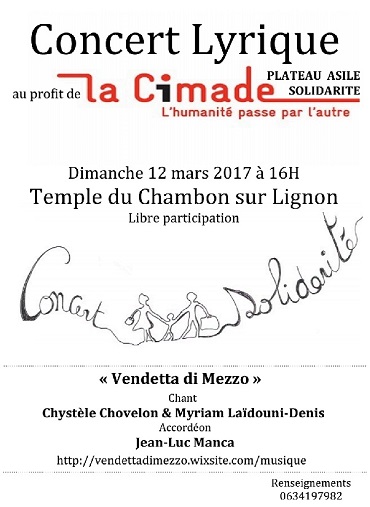 Concert Lyrique
au profit de la Cimade PLATEAU ASILE
SOLIDARITE
L'humanité passe par l'autre
Dimanche 12 mars 2017 à 16H
Temple du Chambon sur Lignon
Libre participation
Concert Solidarité
« Vendetta di Mezzo »
Chant
Chystèle Chovelon & Myriam Laïdouni-Denis
Accordéon
Jean-Luc Manca
http://vendettadimezzo.wixsite.com/musique
Renseignements
0634197982